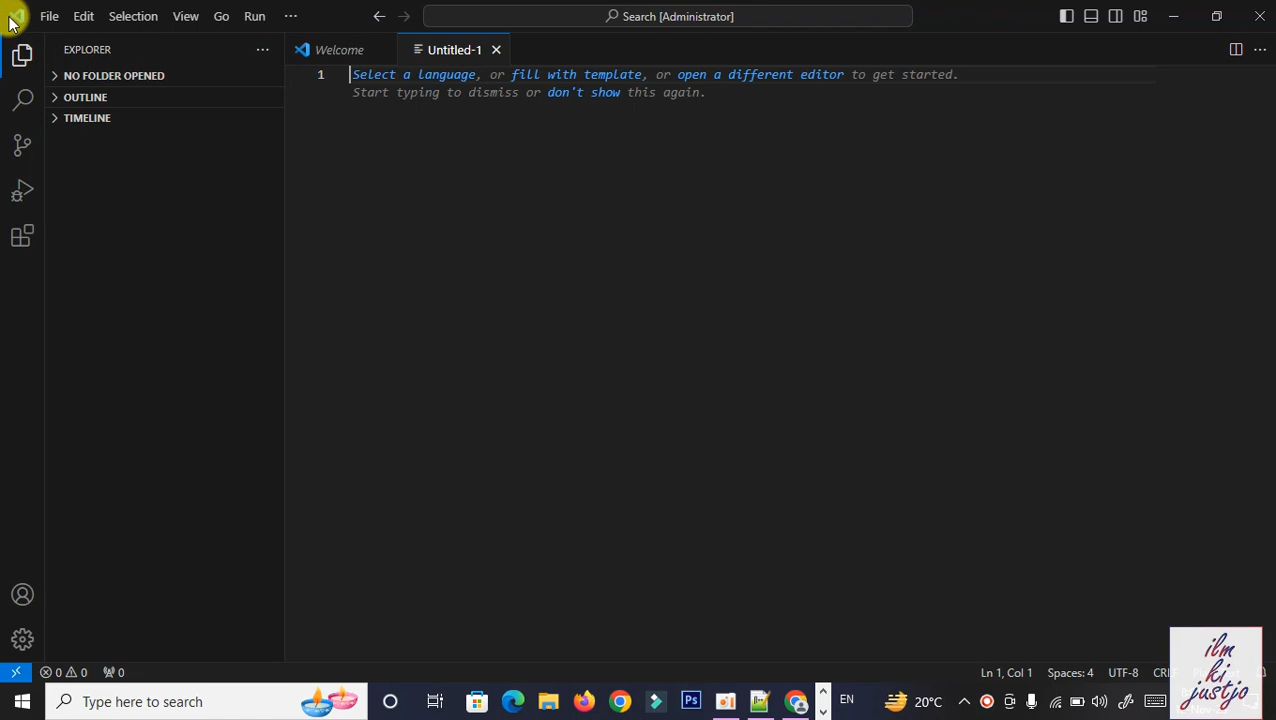 File Edit Selection View Go Run ···
Search [Administrator]
EXPLORER ···
Welcome
Untitled-1
NO FOLDER OPENED
OUTLINE
TIMELINE
1
Select a language, or fill with template, or open a different editor to get started.
Start typing to dismiss or don't show this again.
0 0 0
Ln 1, Col 1 Spaces: 4 UTF-8
Type here to search
Ps
EN
20°C
ilm
ki
justjo